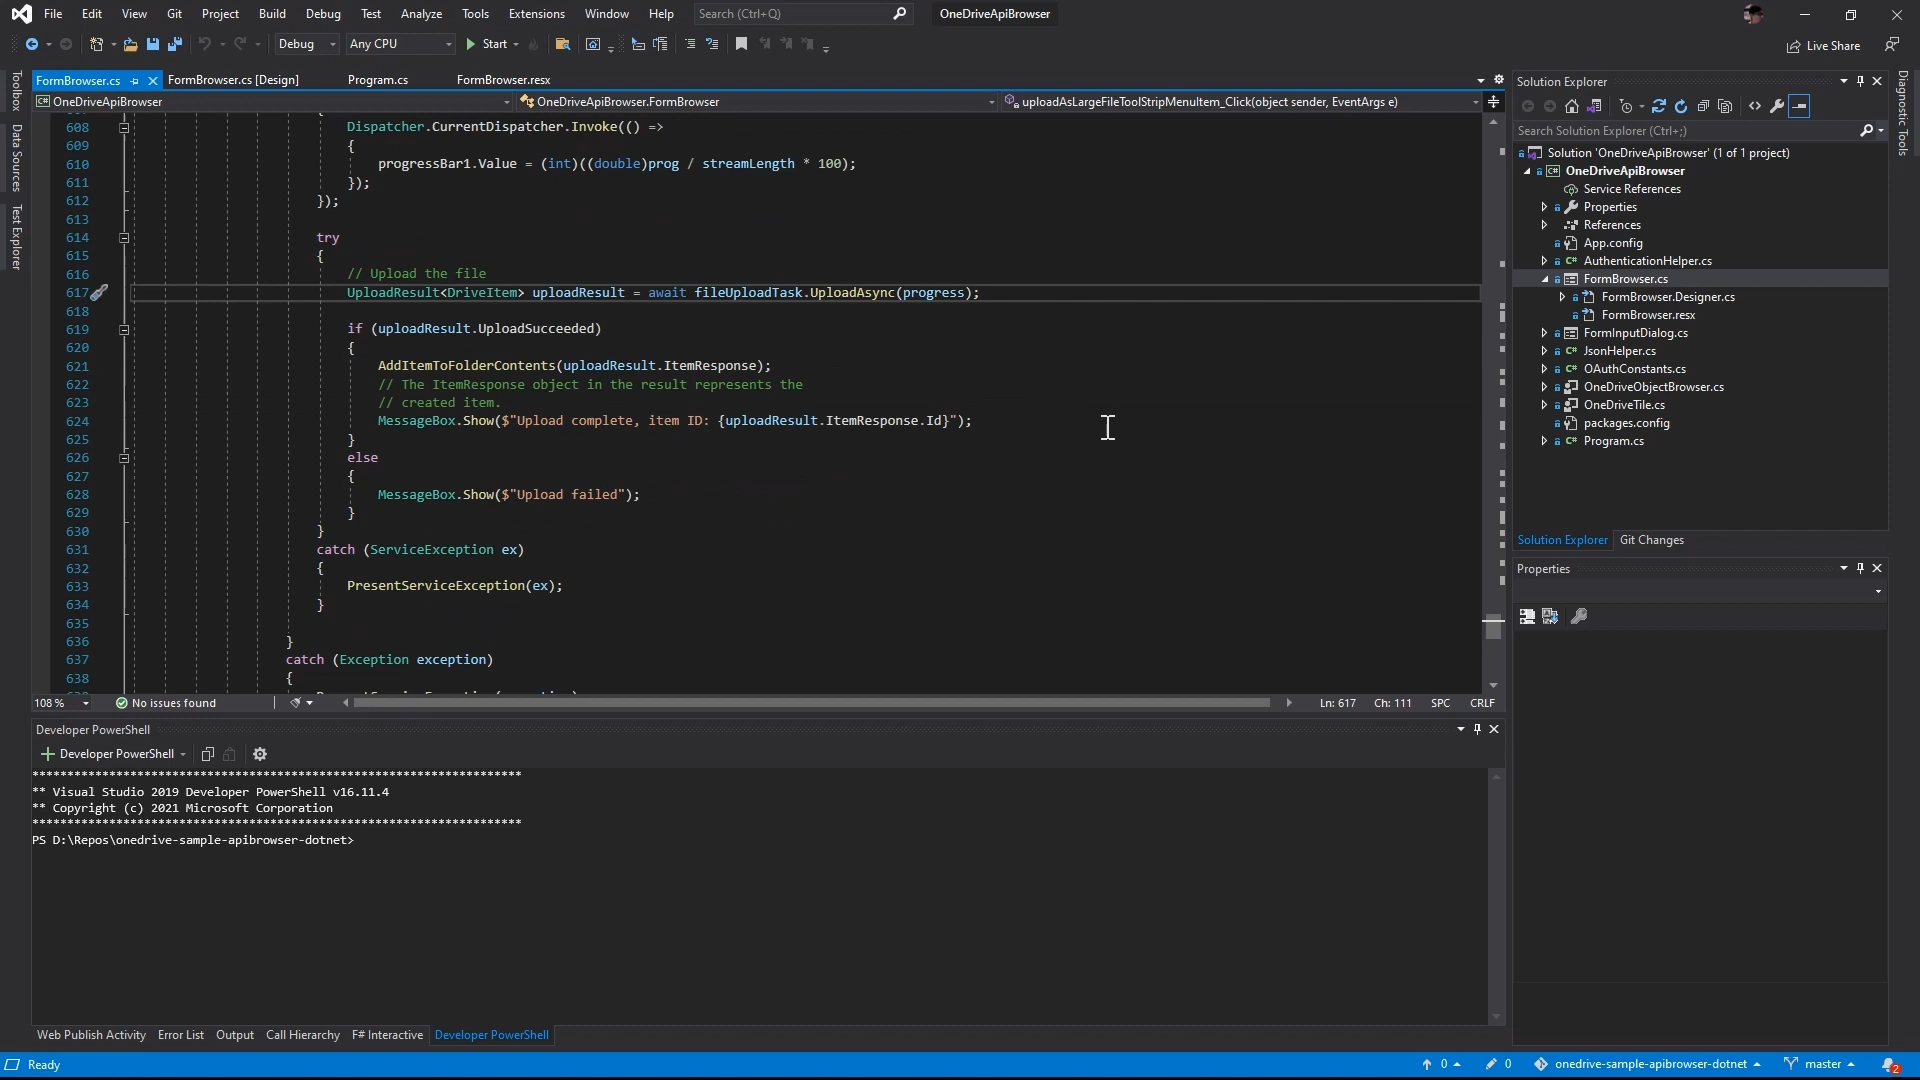 File Edit View Git Project Build Debug Test Analyze Tools Extensions Window Help Search (Ctrl+Q) OneDriveApiBrowser
Debug Any CPU Start Live Share
FormBrowser.cs FormBrowser.cs [Design] Program.cs FormBrowser.resx
OneDriveApiBrowser OneDriveApiBrowser.FormBrowser uploadAsLargeFileToolStripMenuItem_Click(object sender, EventArgs e)
Toolbox
Data Sources
Test Explorer
608 Dispatcher.CurrentDispatcher.Invoke(() =>
609 {
610 progressBar1.Value = (int)((double)prog / streamLength * 100);
611 });
612 });
613
614 try
615 {
616 // Upload the file
617 UploadResult<DriveItem> uploadResult = await fileUploadTask.UploadAsync(progress);
618
619 if (uploadResult.UploadSucceeded)
620 {
621 AddItemToFolderContents(uploadResult.ItemResponse);
622 // The ItemResponse object in the result represents the
623 // created item.
624 MessageBox.Show($"Upload complete, item ID: {uploadResult.ItemResponse.Id}");
625 }
626 else
627 {
628 MessageBox.Show($"Upload failed");
629 }
630 }
631 catch (ServiceException ex)
632 {
633 PresentServiceException(ex);
634 }
635
636 }
637 catch (Exception exception)
638 {
108 % No issues found Ln: 617 Ch: 111 SPC CRLF
Developer PowerShell
Developer PowerShell
**********************************************************************
** Visual Studio 2019 Developer PowerShell v16.11.4
** Copyright (c) 2021 Microsoft Corporation
**********************************************************************
PS D:\Repos\onedrive-sample-apibrowser-dotnet>
Web Publish Activity Error List Output Call Hierarchy F# Interactive Developer PowerShell
Solution Explorer
Search Solution Explorer (Ctrl+;)
Solution 'OneDriveApiBrowser' (1 of 1 project)
OneDriveApiBrowser
Service References
Properties
References
App.config
AuthenticationHelper.cs
FormBrowser.cs
FormBrowser.Designer.cs
FormBrowser.resx
FormInputDialog.cs
JsonHelper.cs
OAuthConstants.cs
OneDriveObjectBrowser.cs
OneDriveTile.cs
packages.config
Program.cs
Solution Explorer Git Changes
Properties
Diagnostic Tools
Ready 0 0 onedrive-sample-apibrowser-dotnet master 2